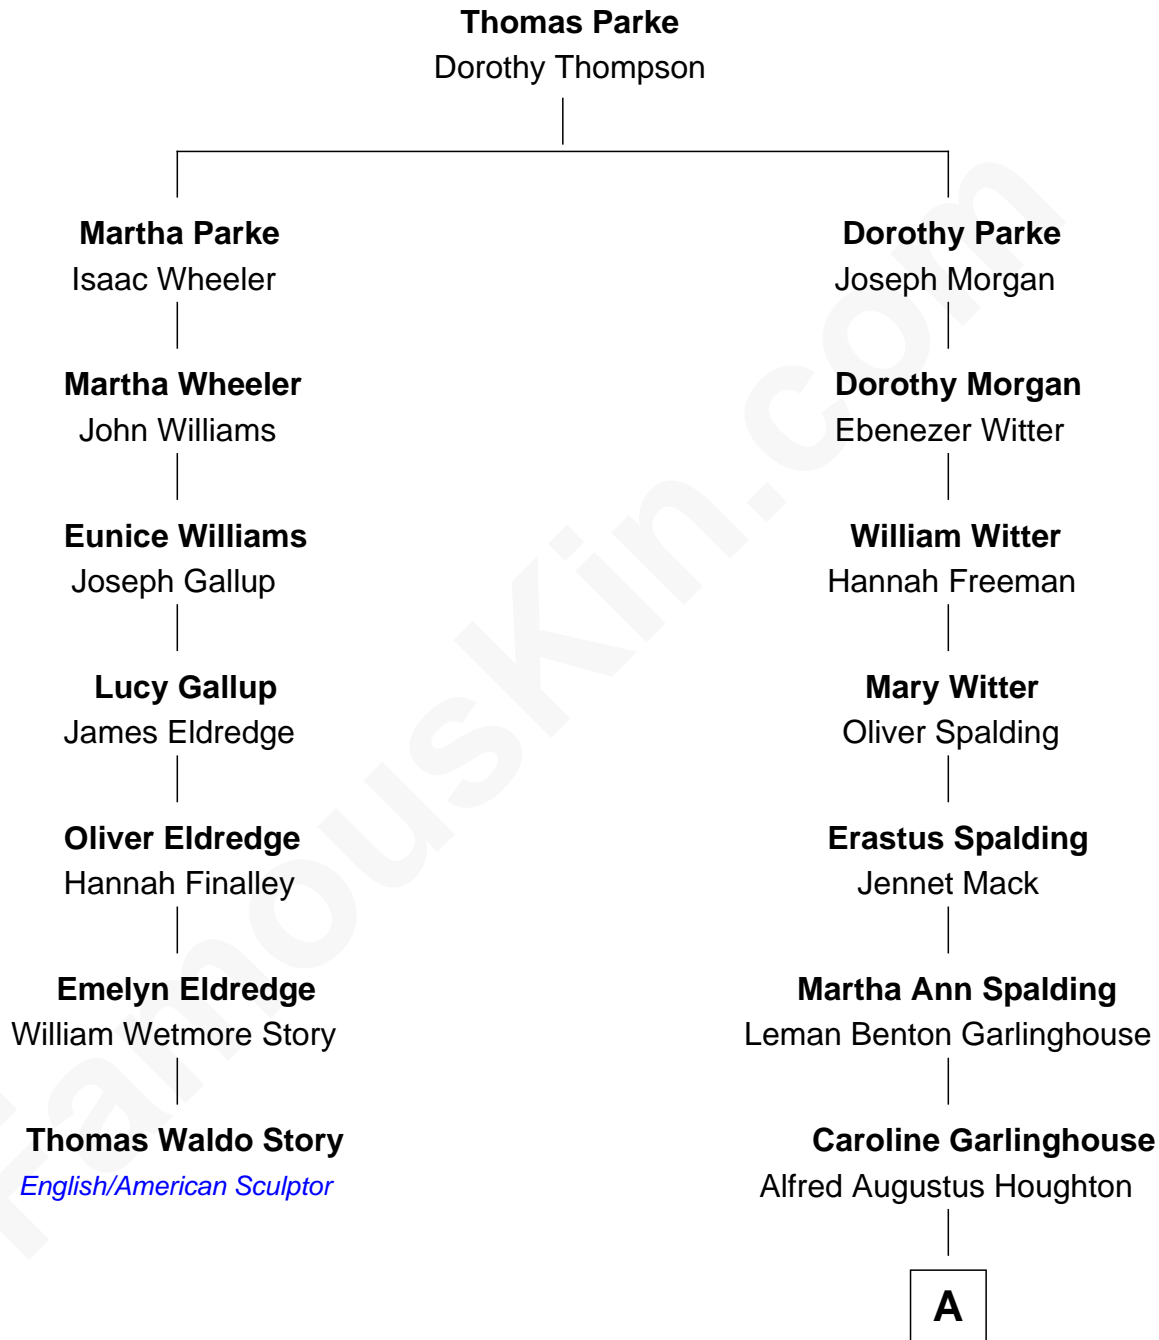 Thomas Parke
Dorothy Thompson
Martha Parke
Isaac Wheeler
Dorothy Parke
Joseph Morgan
Martha Wheeler
John Williams
Dorothy Morgan
Ebenezer Witter
Eunice Williams
Joseph Gallup
William Witter
Hannah Freeman
Lucy Gallup
James Eldredge
Mary Witter
Oliver Spalding
Oliver Eldredge
Hannah Finalley
Erastus Spalding
Jennet Mack
Emelyn Eldredge
William Wetmore Story
Martha Ann Spalding
Leman Benton Garlinghouse
Thomas Waldo Story
English/American Sculptor
Caroline Garlinghouse
Alfred Augustus Houghton
A
FamousKin.com